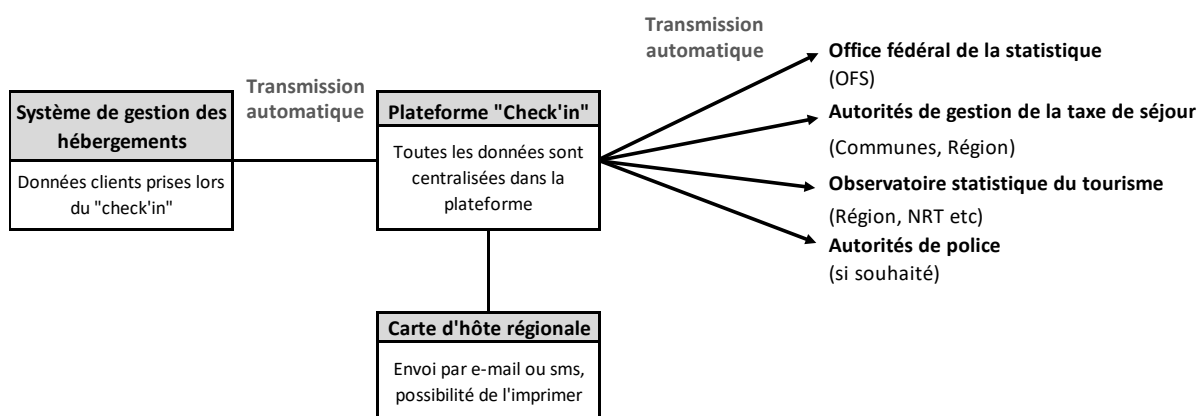 Transmission
automatique
Office fédéral de la statistique
(OFS)
Transmission
automatique
Système de gestion des
hébergements
Données clients prises lors
du "check'in"
Plateforme "Check'in"
Toutes les données sont
centralisées dans la
plateforme
Autorités de gestion de la taxe de séjour
(Communes, Région)
Observatoire statistique du tourisme
(Région, NRT etc)
Autorités de police
(si souhaité)
Carte d'hôte régionale
Envoi par e-mail ou sms,
possibilité de l'imprimer